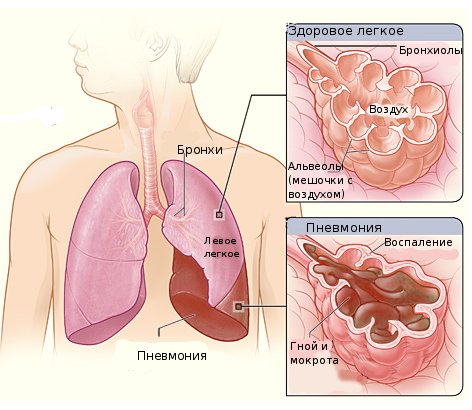 Здоровое легкое
Бронхиолы
Воздух
Альвеолы
(мешочки с
воздухом)
Бронхи
Левое
легкое
Пневмония
Пневмония
Воспаление
Гной и
мокрота